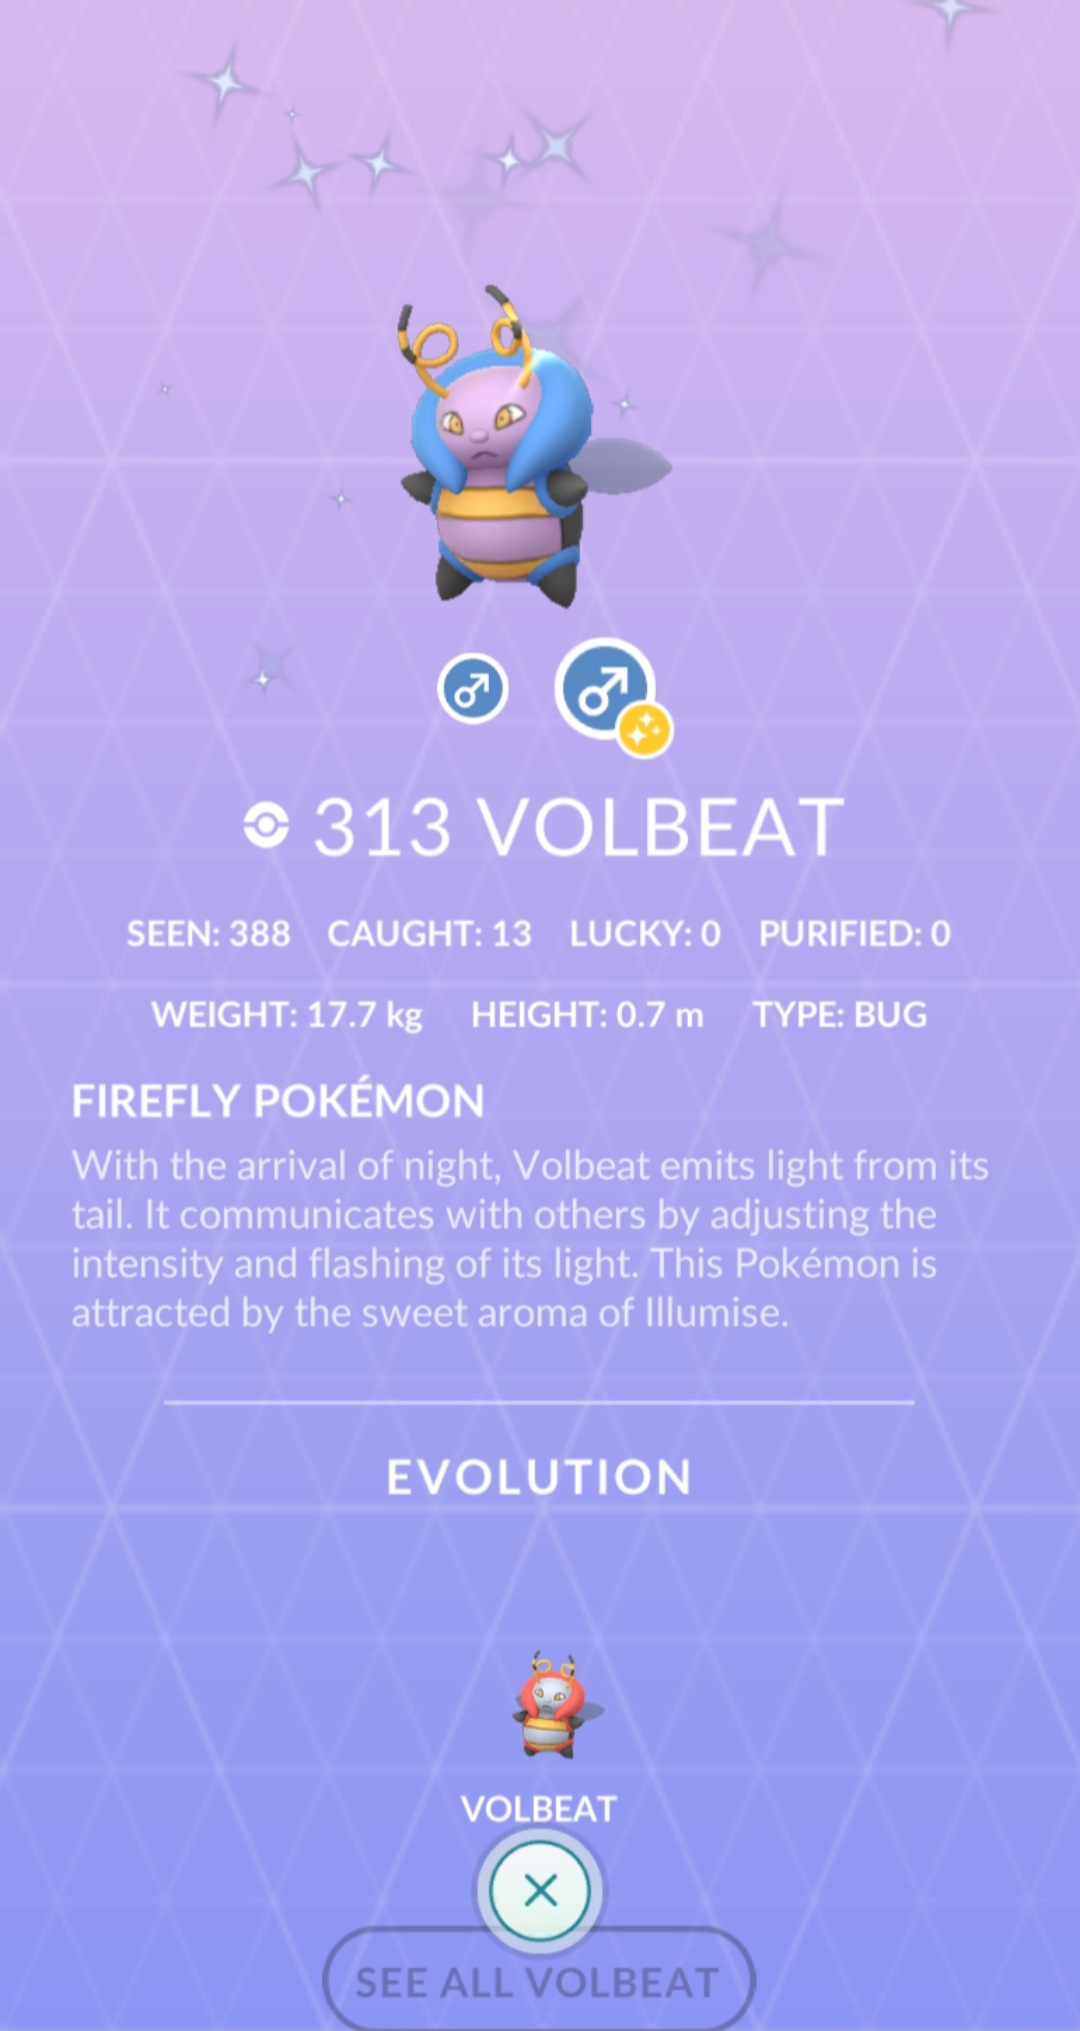 313 VOLBEAT
SEEN: 388 CAUGHT: 13 LUCKY: 0 PURIFIED: 0
WEIGHT: 17.7 kg HEIGHT: 0.7 m TYPE: BUG
FIREFLY POKÉMON
With the arrival of night, Volbeat emits light from its
tail. It communicates with others by adjusting the
intensity and flashing of its light. This Pokémon is
attracted by the sweet aroma of Illumise.
EVOLUTION
VOLBEAT
SEE ALL VOLBEAT